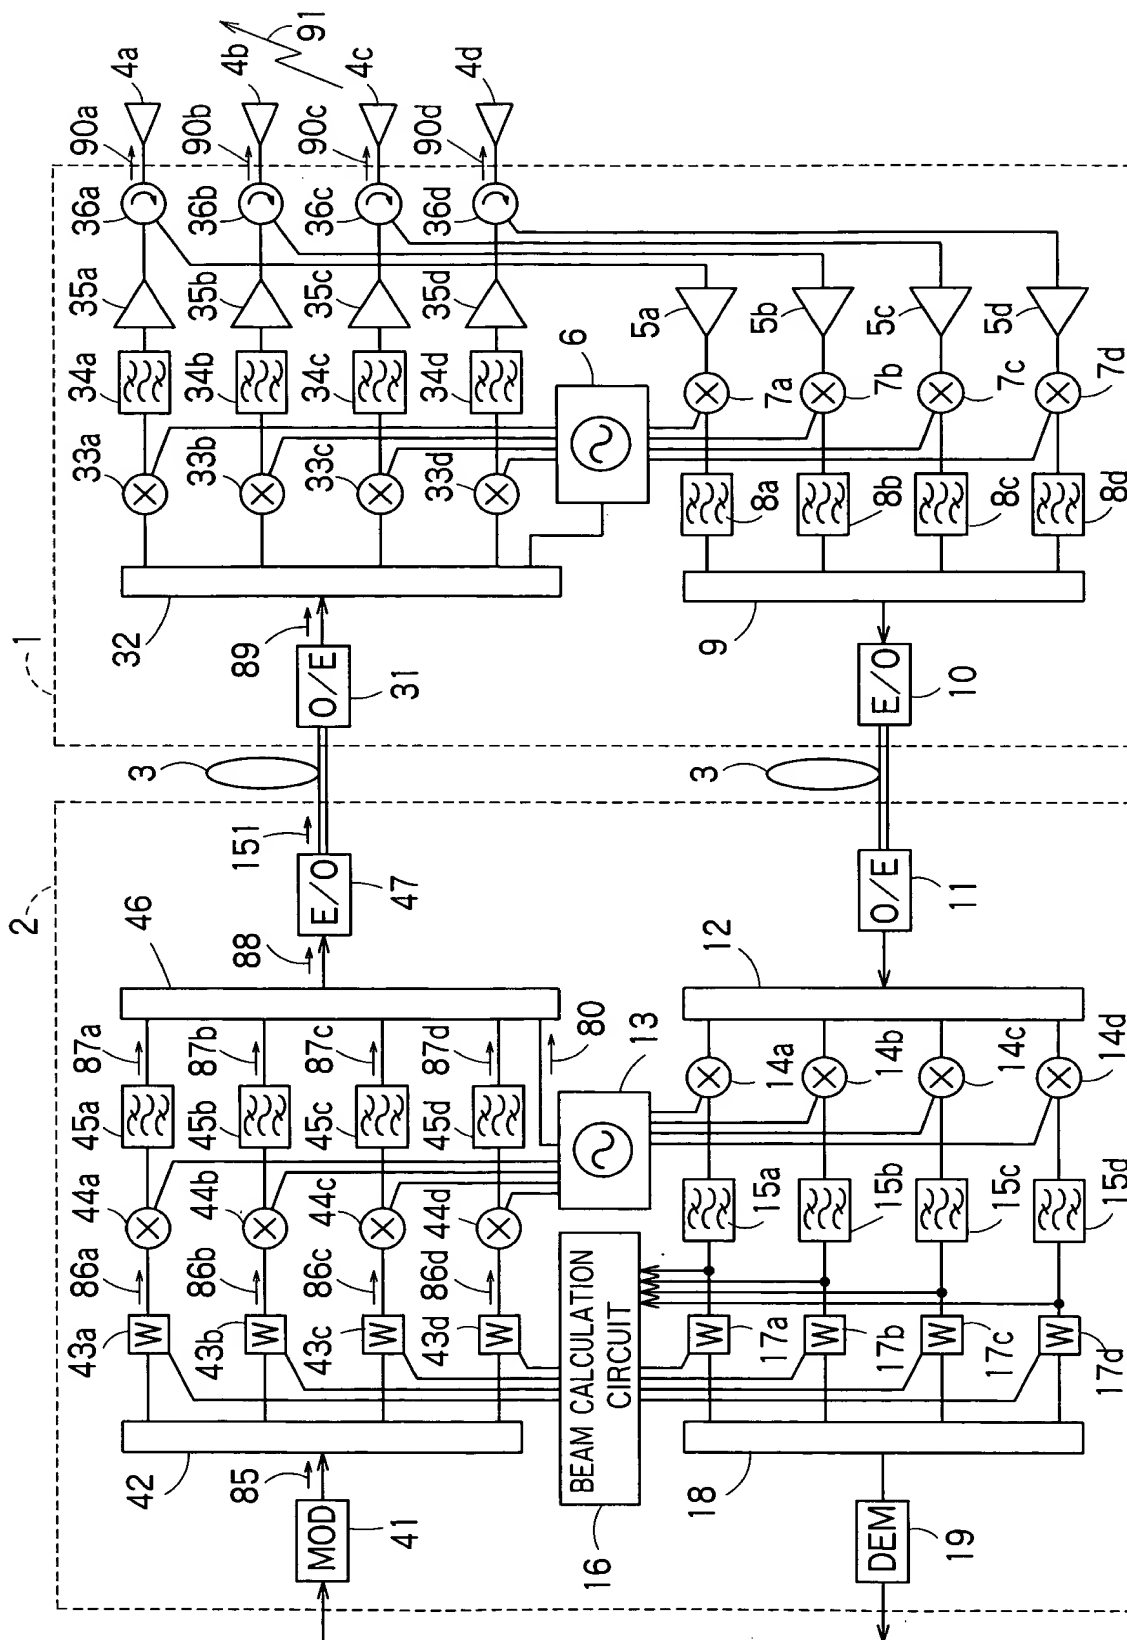 1
2
91
4a
4b
4c
4d
90a
90b
90c
90d
36a
36b
36c
36d
35a
35b
35c
35d
34a
34b
34c
34d
33a
33b
33c
33d
32
89
O/E
31
6
5a
5b
5c
5d
7a
7b
7c
7d
8a
8b
8c
8d
9
E/O
10
3
3
151
E/O
47
88
46
O/E
11
12
87a
87b
87c
87d
80
13
45a
45b
45c
45d
44a
44b
44c
44d
14a
14b
14c
14d
15a
15b
15c
15d
86a
86b
86c
86d
43a
43b
43c
43d
W
W
W
W
BEAM CALCULATION
CIRCUIT
16
W
W
W
W
17a
17b
17c
17d
42
85
MOD
41
18
DEM
19